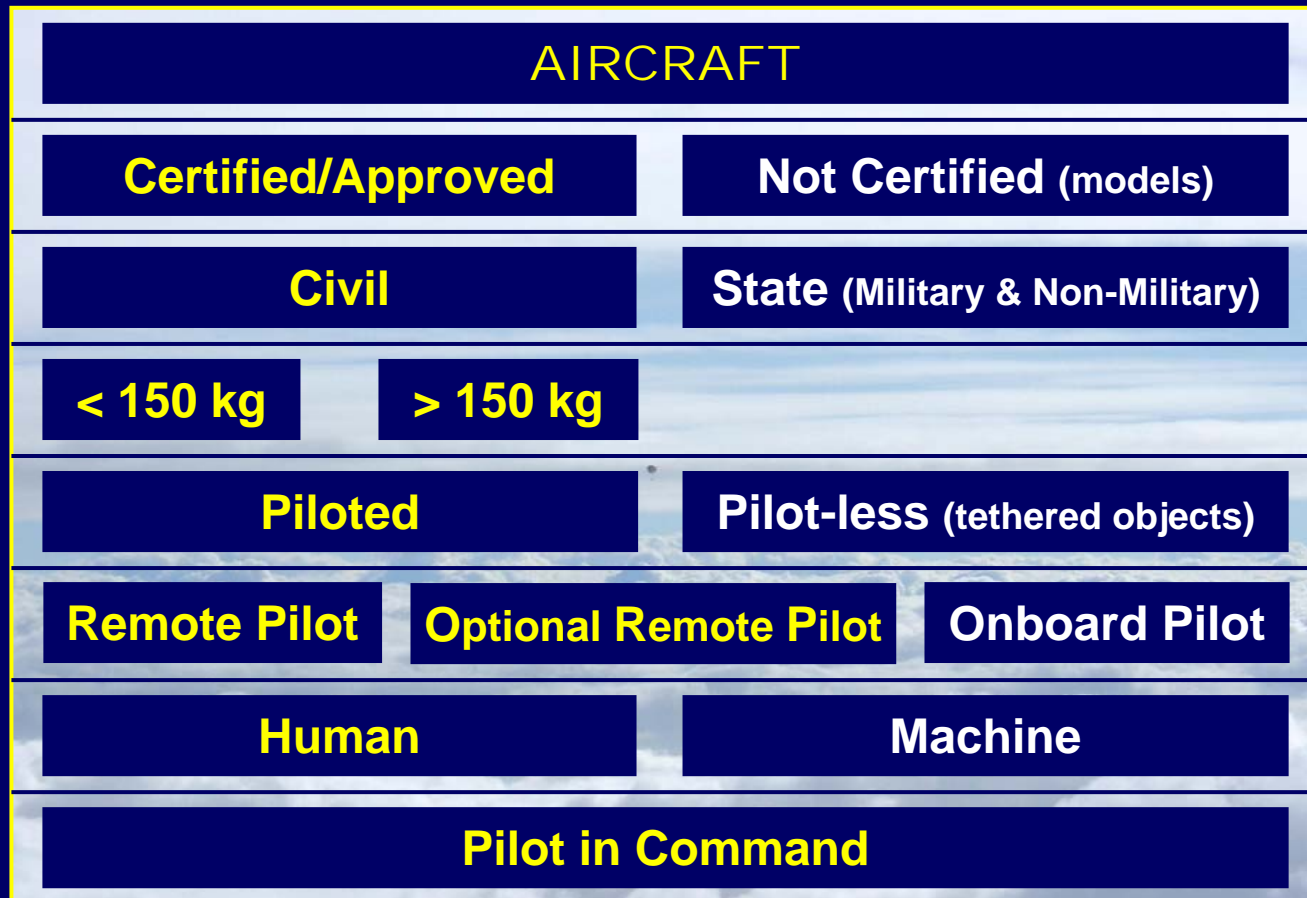 AIRCRAFT
Certified/Approved Not Certified (models)
Civil State (Military & Non-Military)
< 150 kg > 150 kg
Piloted Pilot-less (tethered objects)
Remote Pilot Optional Remote Pilot Onboard Pilot
Human Machine
Pilot in Command